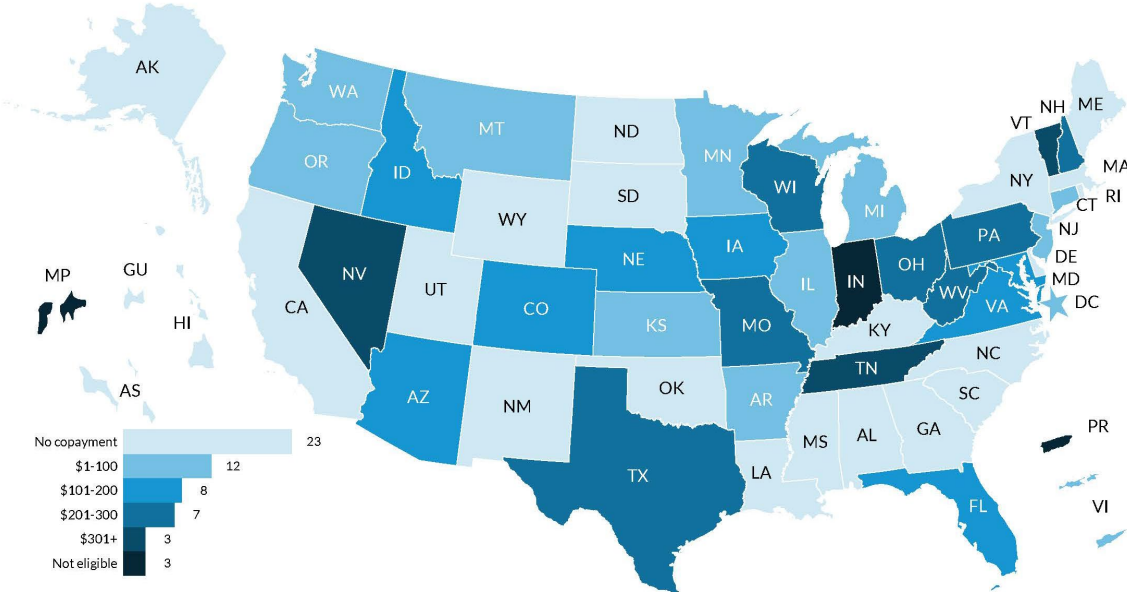 AK
WA
MT
ND
MN
OR
ID
SD
WI
MI
WY
NH
ME
VT
MA
NY
CT
RI
NJ
PA
DE
MD
DC
NV
UT
CO
NE
IA
IL
IN
OH
WV
VA
CA
KS
MO
KY
MP
GU
HI
AS
AZ
NM
OK
AR
TN
NC
SC
MS
AL
GA
TX
LA
FL
PR
VI
No copayment 23
$1-100 12
$101-200 8
$201-300 7
$301+ 3
Not eligible 3